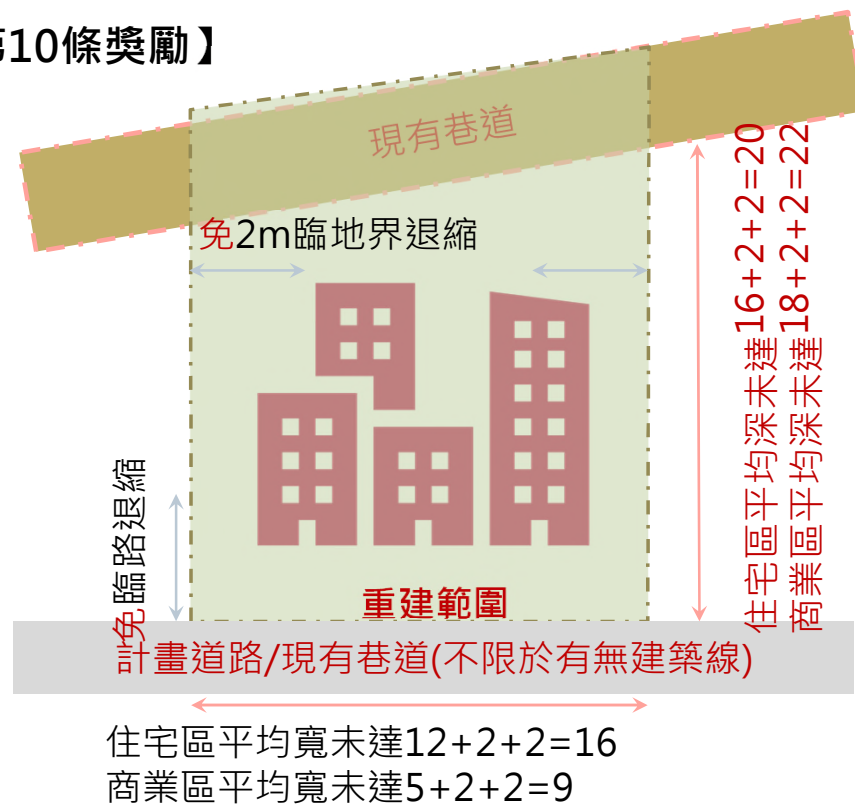 第10條獎勵】
現有巷道
免2m臨地界退縮
住宅區平均深未達16+2+2=20
商業區平均深未達18+2+2=22
免臨路退縮
重建範圍
計畫道路/現有巷道(不限於有無建築線)
住宅區平均寬未達12+2+2=16
商業區平均寬未達5+2+2=9